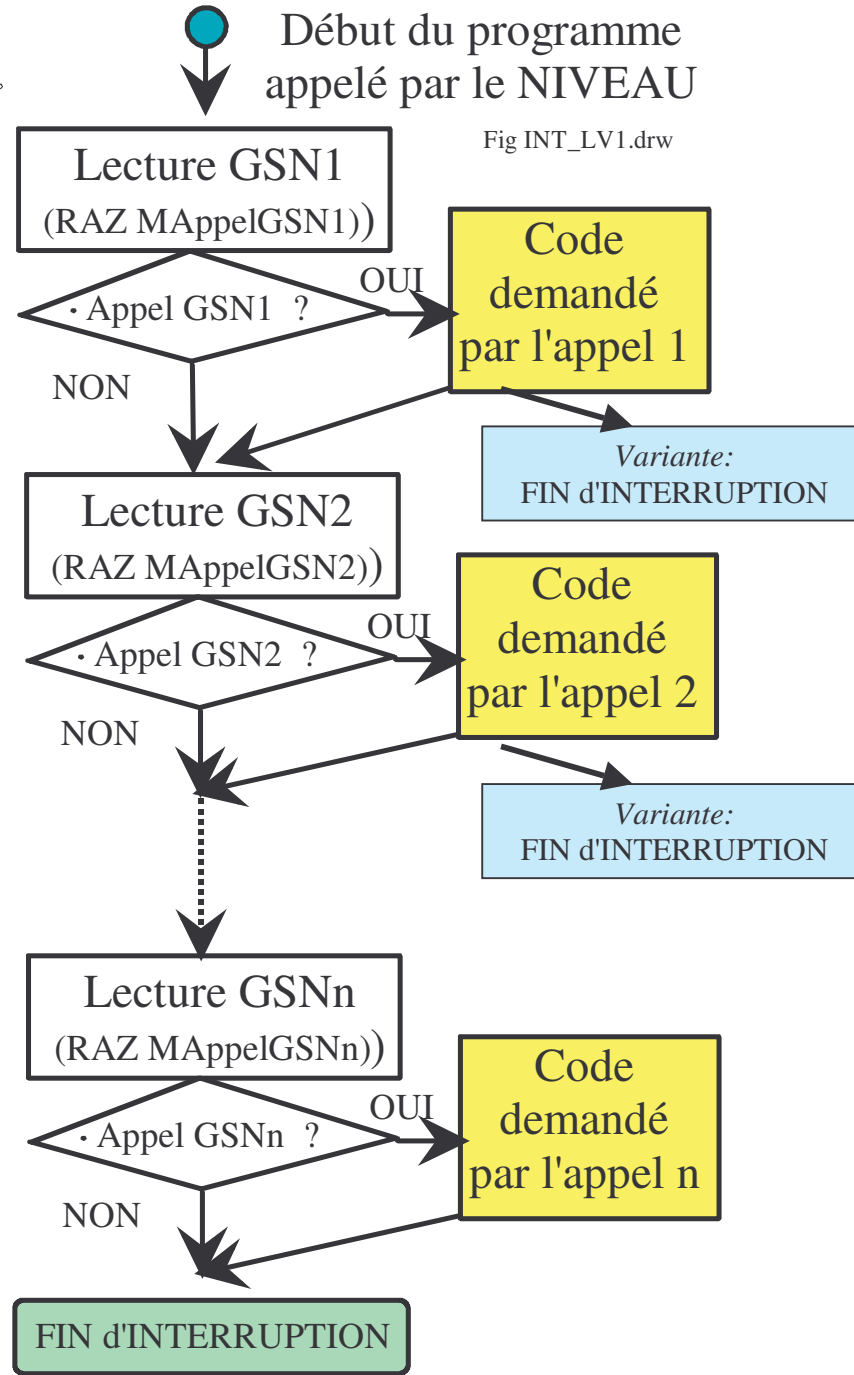 Début du programme
appelé par le NIVEAU
Fig INT_LV1.drw
Lecture GSN1
(RAZ MAppelGSN1))
· Appel GSN1 ?
OUI
NON
Code
demandé
par l'appel 1
Variante:
FIN d'INTERRUPTION
Lecture GSN2
(RAZ MAppelGSN2))
· Appel GSN2 ?
OUI
NON
Code
demandé
par l'appel 2
Variante:
FIN d'INTERRUPTION
Lecture GSNn
(RAZ MAppelGSNn))
· Appel GSNn ?
OUI
NON
Code
demandé
par l'appel n
FIN d'INTERRUPTION